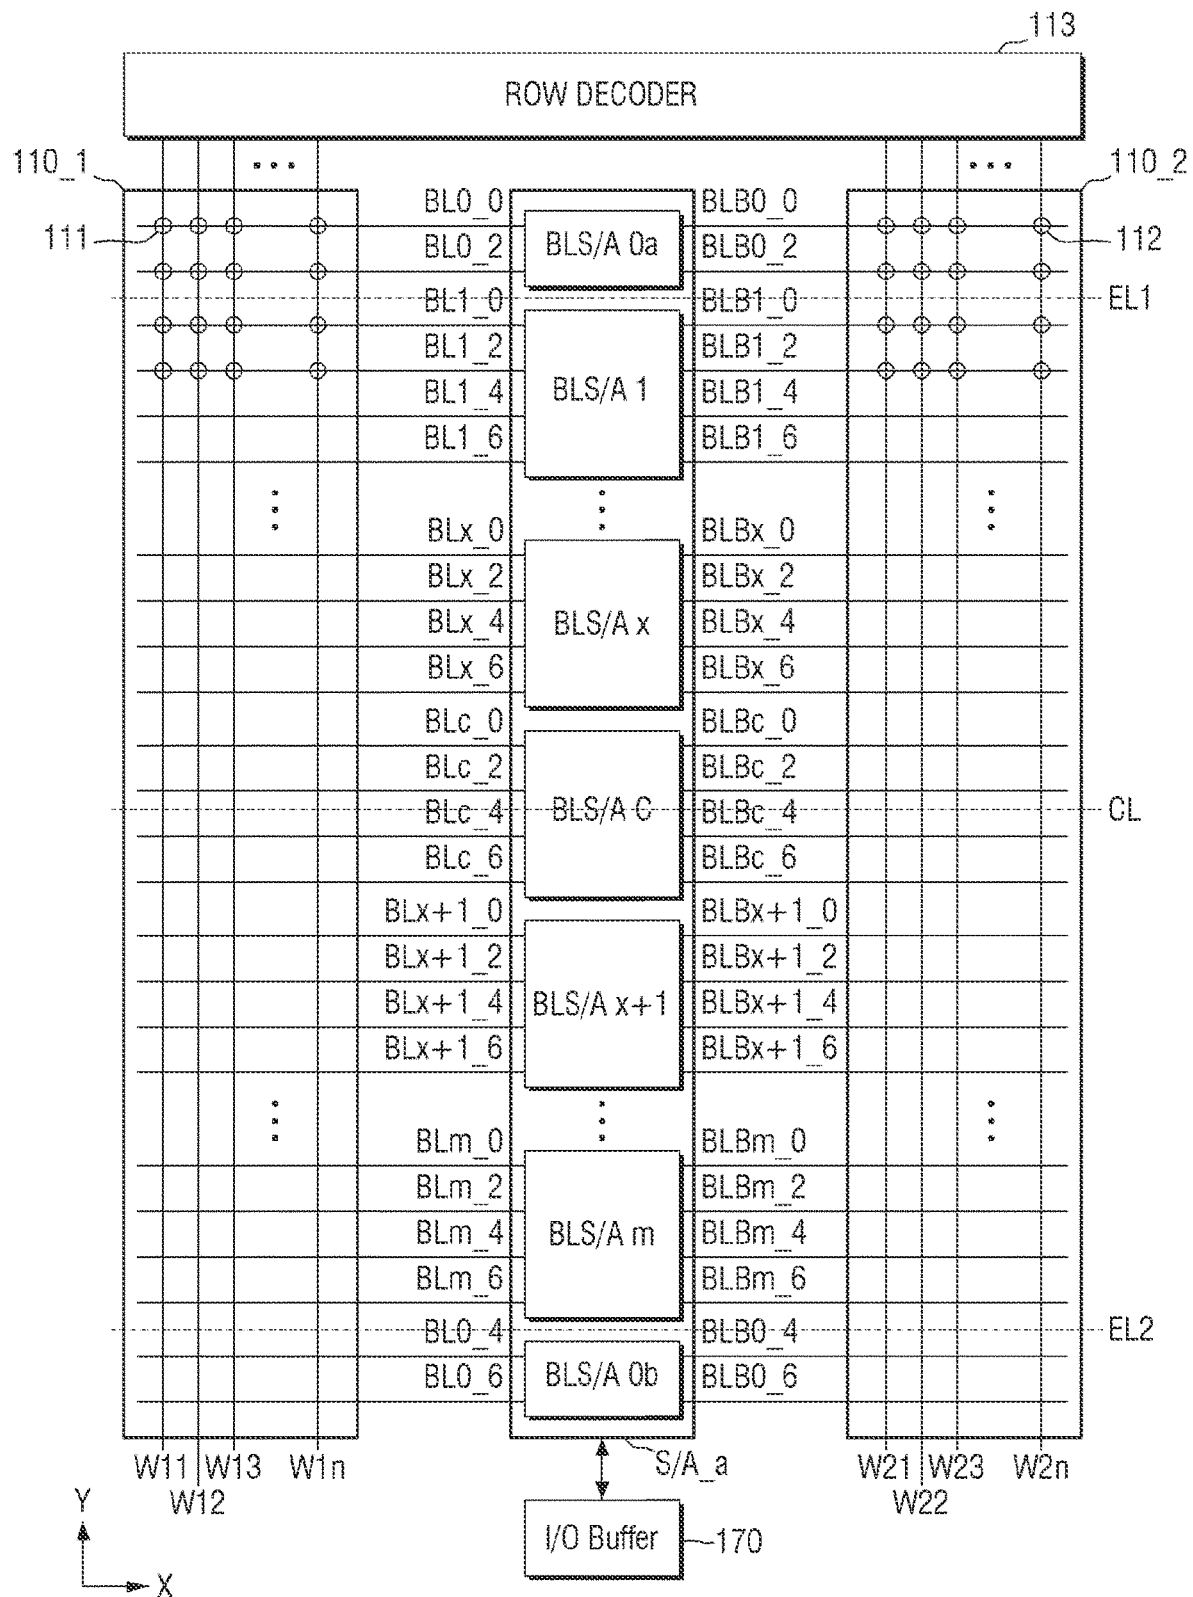 113
ROW DECODER
110_1
110_2
111
112
BL0_0
BLS/A 0a
BLB0_0
BL0_2
BLB0_2
BL1_0
BLB1_0
EL1
BL1_2
BLS/A 1
BLB1_2
BL1_4
BLB1_4
BL1_6
BLB1_6
BLx_0
BLBx_0
BLx_2
BLS/A x
BLBx_2
BLx_4
BLBx_4
BLx_6
BLBx_6
BLc_0
BLBc_0
BLc_2
BLBc_2
BLc_4
BLS/A C
BLBc_4
CL
BLc_6
BLBc_6
BLx+1_0
BLBx+1_0
BLx+1_2
BLBx+1_2
BLx+1_4
BLS/A x+1
BLBx+1_4
BLx+1_6
BLBx+1_6
BLm_0
BLBm_0
BLm_2
BLBm_2
BLm_4
BLS/A m
BLBm_4
BLm_6
BLBm_6
BL0_4
BLB0_4
EL2
BL0_6
BLS/A 0b
BLB0_6
W11
W12
W13
W1n
S/A_a
W21
W22
W23
W2n
I/O Buffer
170
Y
X